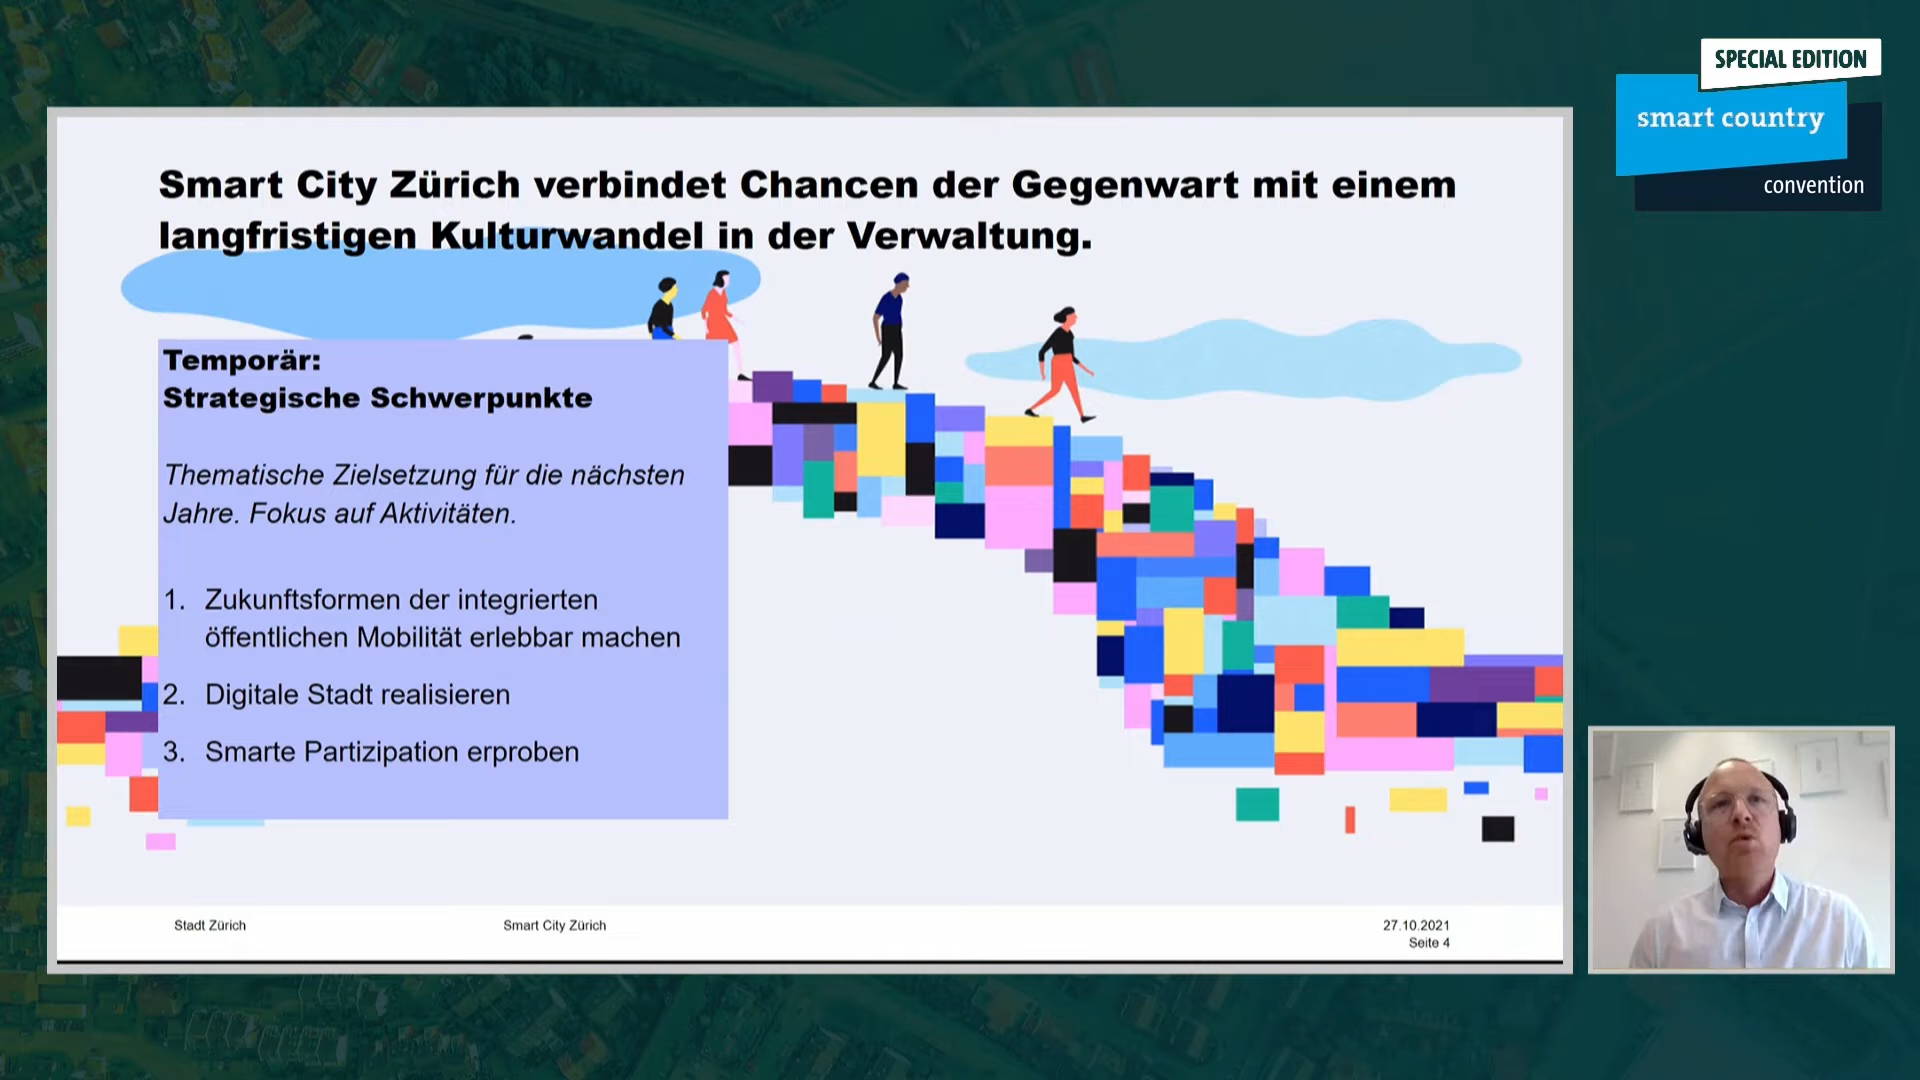 SPECIAL EDITION
smart country
convention
Smart City Zürich verbindet Chancen der Gegenwart mit einem
langfristigen Kulturwandel in der Verwaltung.
Temporär:
Strategische Schwerpunkte
Thematische Zielsetzung für die nächsten
Jahre. Fokus auf Aktivitäten.
1. Zukunftsformen der integrierten
öffentlichen Mobilität erlebbar machen
2. Digitale Stadt realisieren
3. Smarte Partizipation erproben
Stadt Zürich
Smart City Zürich
27.10.2021
Seite 4